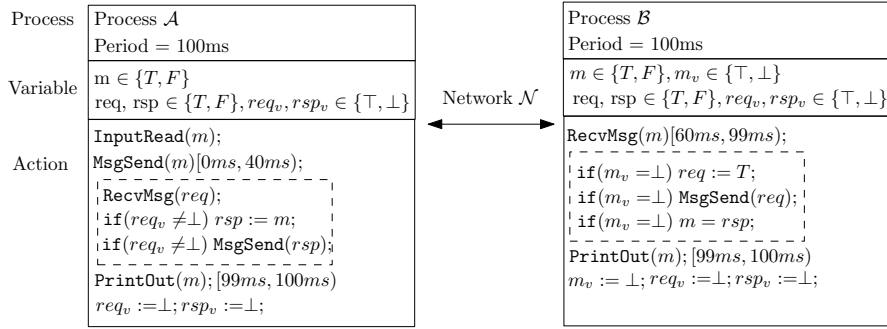 Process
Process 𝒜
Period = 100ms
Variable
m ∈ {T, F}
req, rsp ∈ {T, F}, req_v, rsp_v ∈ {⊤, ⊥}
Action
InputRead(m);
MsgSend(m)[0ms, 40ms);
RecvMsg(req);
if(req_v ≠⊥) rsp := m;
if(req_v ≠⊥) MsgSend(rsp);
PrintOut(m); [99ms, 100ms)
req_v :=⊥; rsp_v :=⊥;
Network 𝒩
Process ℬ
Period = 100ms
m ∈ {T, F}, m_v ∈ {⊤, ⊥}
req, rsp ∈ {T, F}, req_v, rsp_v ∈ {⊤, ⊥}
RecvMsg(m)[60ms, 99ms);
if(m_v =⊥) req := T;
if(m_v =⊥) MsgSend(req);
if(m_v =⊥) m = rsp;
PrintOut(m); [99ms, 100ms)
m_v := ⊥; req_v :=⊥; rsp_v :=⊥;